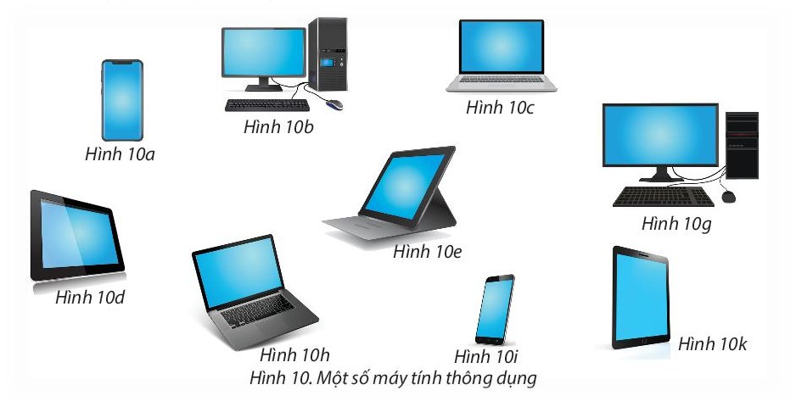 Hình 10a
Hình 10b
Hình 10c
Hình 10d
Hình 10e
Hình 10g
Hình 10h
Hình 10i
Hình 10k
Hình 10. Một số máy tính thông dụng